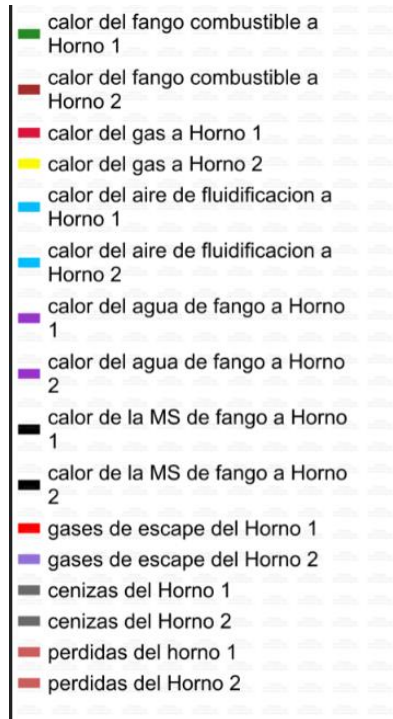 calor del fango combustible a
Horno 1
calor del fango combustible a
Horno 2
calor del gas a Horno 1
calor del gas a Horno 2
calor del aire de fluidificacion a
Horno 1
calor del aire de fluidificacion a
Horno 2
calor del agua de fango a Horno
1
calor del agua de fango a Horno
2
calor de la MS de fango a Horno
1
calor de la MS de fango a Horno
2
gases de escape del Horno 1
gases de escape del Horno 2
cenizas del Horno 1
cenizas del Horno 2
perdidas del horno 1
perdidas del Horno 2